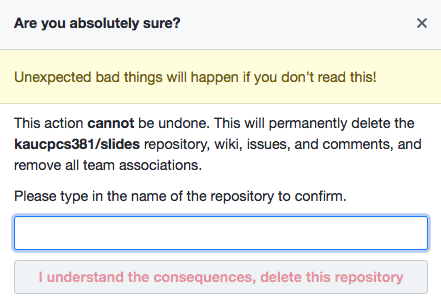 Are you absolutely sure?
Unexpected bad things will happen if you don’t read this!
This action cannot be undone. This will permanently delete the
kaucpcs381/slides repository, wiki, issues, and comments, and
remove all team associations.
Please type in the name of the repository to confirm.
I understand the consequences, delete this repository